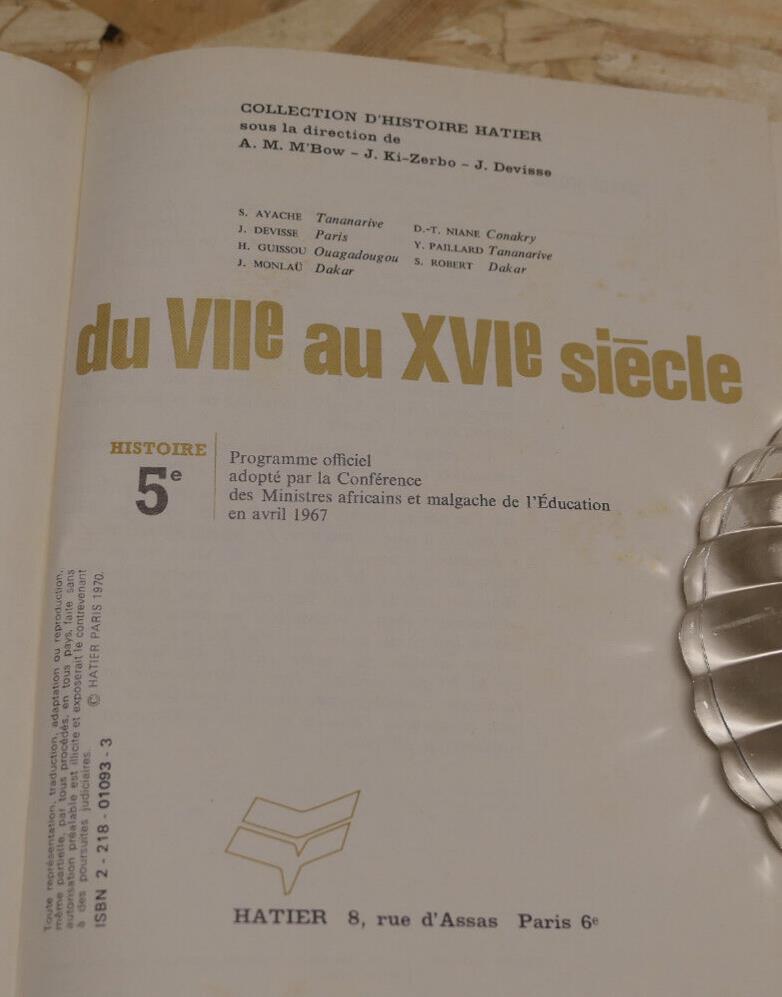 COLLECTION D'HISTOIRE HATIER
sous la direction de
A. M. M'Bow – J. Ki-Zerbo – J. Devisse
S. AYACHE Tananarive
J. DEVISSE Paris
H. GUISSOU Ouagadougou
J. MONLAÜ Dakar
D.-T. NIANE Conakry
Y. PAILLARD Tananarive
S. ROBERT Dakar
du VIIe au XVIe siècle
HISTOIRE
5e
Programme officiel
adopté par la Conférence
des Ministres africains et malgache de l'Éducation
en avril 1967
Toute représentation, traduction, adaptation ou reproduction,
même partielle, par tous procédés, en tous pays, faite sans
autorisation préalable est illicite et exposerait le contrevenant
à des poursuites judiciaires. © HATIER PARIS 1970.
ISBN 2 - 218 - 01093 - 3
HATIER 8, rue d'Assas Paris 6e